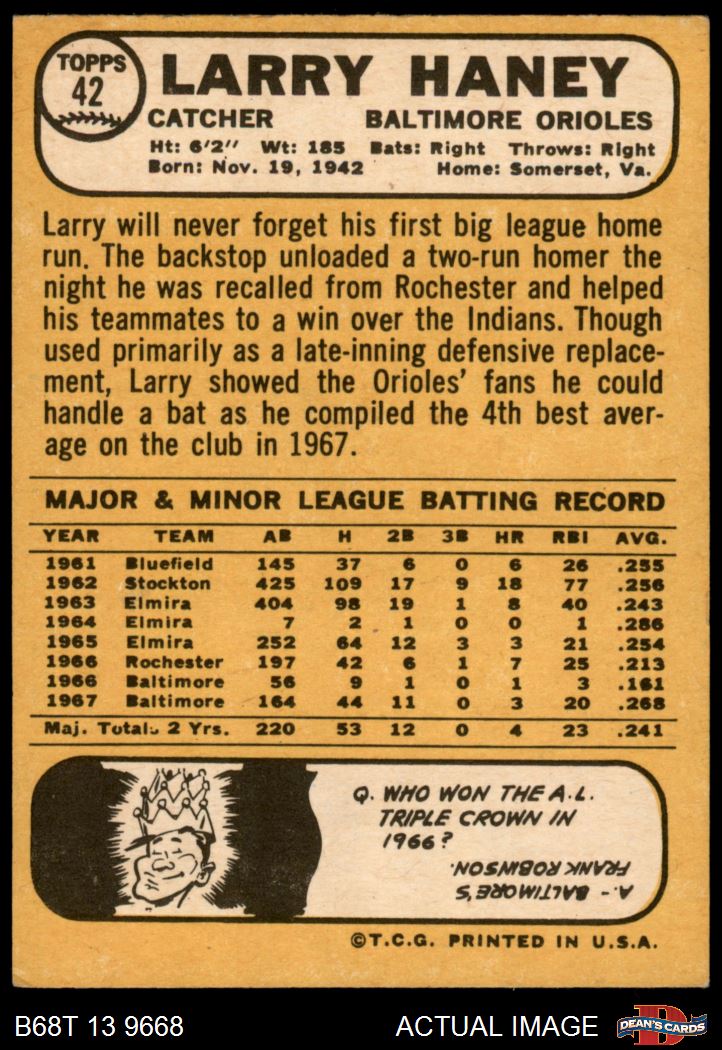 TOPPS
42
LARRY HANEY
CATCHER BALTIMORE ORIOLES
Ht: 6'2" Wt: 185 Bats: Right Throws: Right
Born: Nov. 19, 1942 Home: Somerset, Va.
Larry will never forget his first big league home
run. The backstop unloaded a two-run homer the
night he was recalled from Rochester and helped
his teammates to a win over the Indians. Though
used primarily as a late-inning defensive replace-
ment, Larry showed the Orioles' fans he could
handle a bat as he compiled the 4th best aver-
age on the club in 1967.
MAJOR & MINOR LEAGUE BATTING RECORD
YEAR TEAM AB H 2B 3B HR RBI AVG.
1961 Bluefield 145 37 6 0 6 26 .255
1962 Stockton 425 109 17 9 18 77 .256
1963 Elmira 404 98 19 1 8 40 .243
1964 Elmira 7 2 1 0 0 1 .286
1965 Elmira 252 64 12 3 3 21 .254
1966 Rochester 197 42 6 1 7 25 .213
1966 Baltimore 56 9 1 0 1 3 .161
1967 Baltimore 164 44 11 0 3 20 .268
Maj. Totals 2 Yrs. 220 53 12 0 4 23 .241
Q. WHO WON THE A.L.
TRIPLE CROWN IN
1966?
A.- BALTIMORE'S
FRANK ROBINSON.
©T.C.G. PRINTED IN U.S.A.
B68T 13 9668 ACTUAL IMAGE
D
DEAN'S CARDS